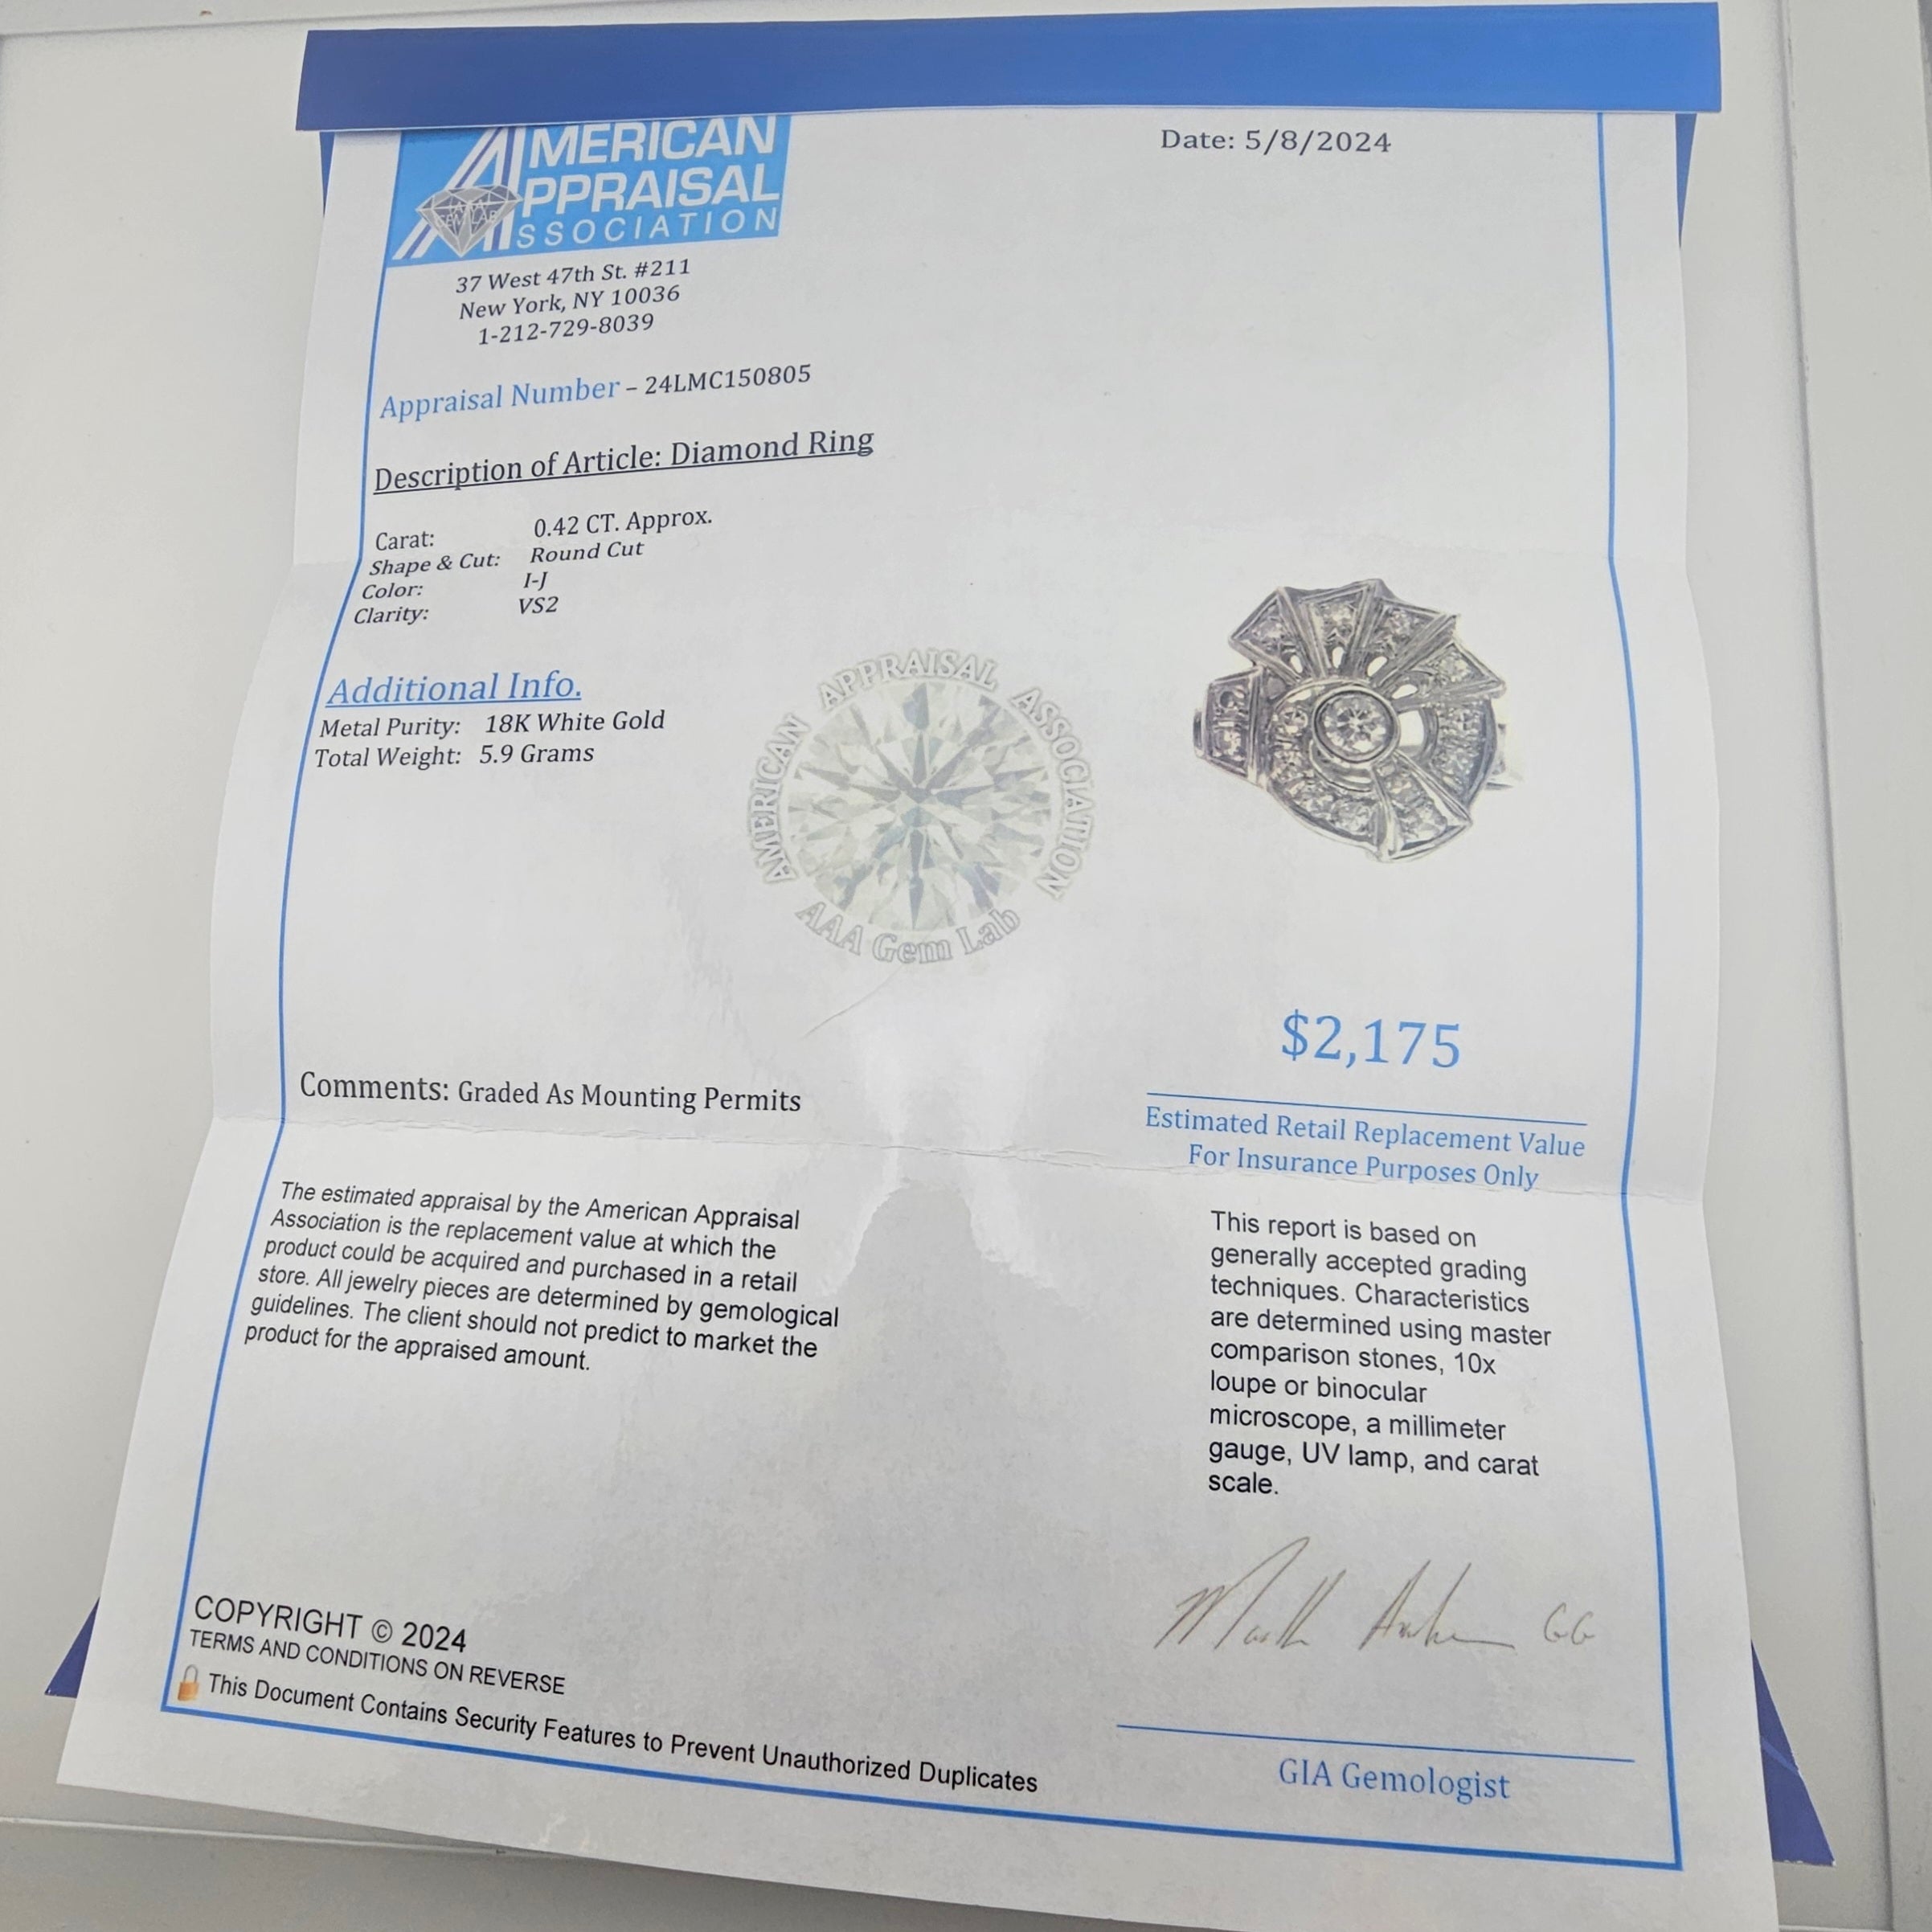 AMERICAN
APPRAISAL
ASSOCIATION
Date: 5/8/2024
37 West 47th St. #211
New York, NY 10036
1-212-729-8039
Appraisal Number – 24LMC150805
Description of Article: Diamond Ring
Carat: 0.42 CT. Approx.
Shape & Cut: Round Cut
Color: I-J
Clarity: VS2
Additional Info.
Metal Purity: 18K White Gold
Total Weight: 5.9 Grams
AMERICAN APPRAISAL ASSOCIATION
AAA Gem Lab
$2,175
Estimated Retail Replacement Value
For Insurance Purposes Only
Comments: Graded As Mounting Permits
The estimated appraisal by the American Appraisal
Association is the replacement value at which the
product could be acquired and purchased in a retail
store. All jewelry pieces are determined by gemological
guidelines. The client should not predict to market the
product for the appraised amount.
This report is based on
generally accepted grading
techniques. Characteristics
are determined using master
comparison stones, 10x
loupe or binocular
microscope, a millimeter
gauge, UV lamp, and carat
scale.
GG
GIA Gemologist
COPYRIGHT © 2024
TERMS AND CONDITIONS ON REVERSE
This Document Contains Security Features to Prevent Unauthorized Duplicates